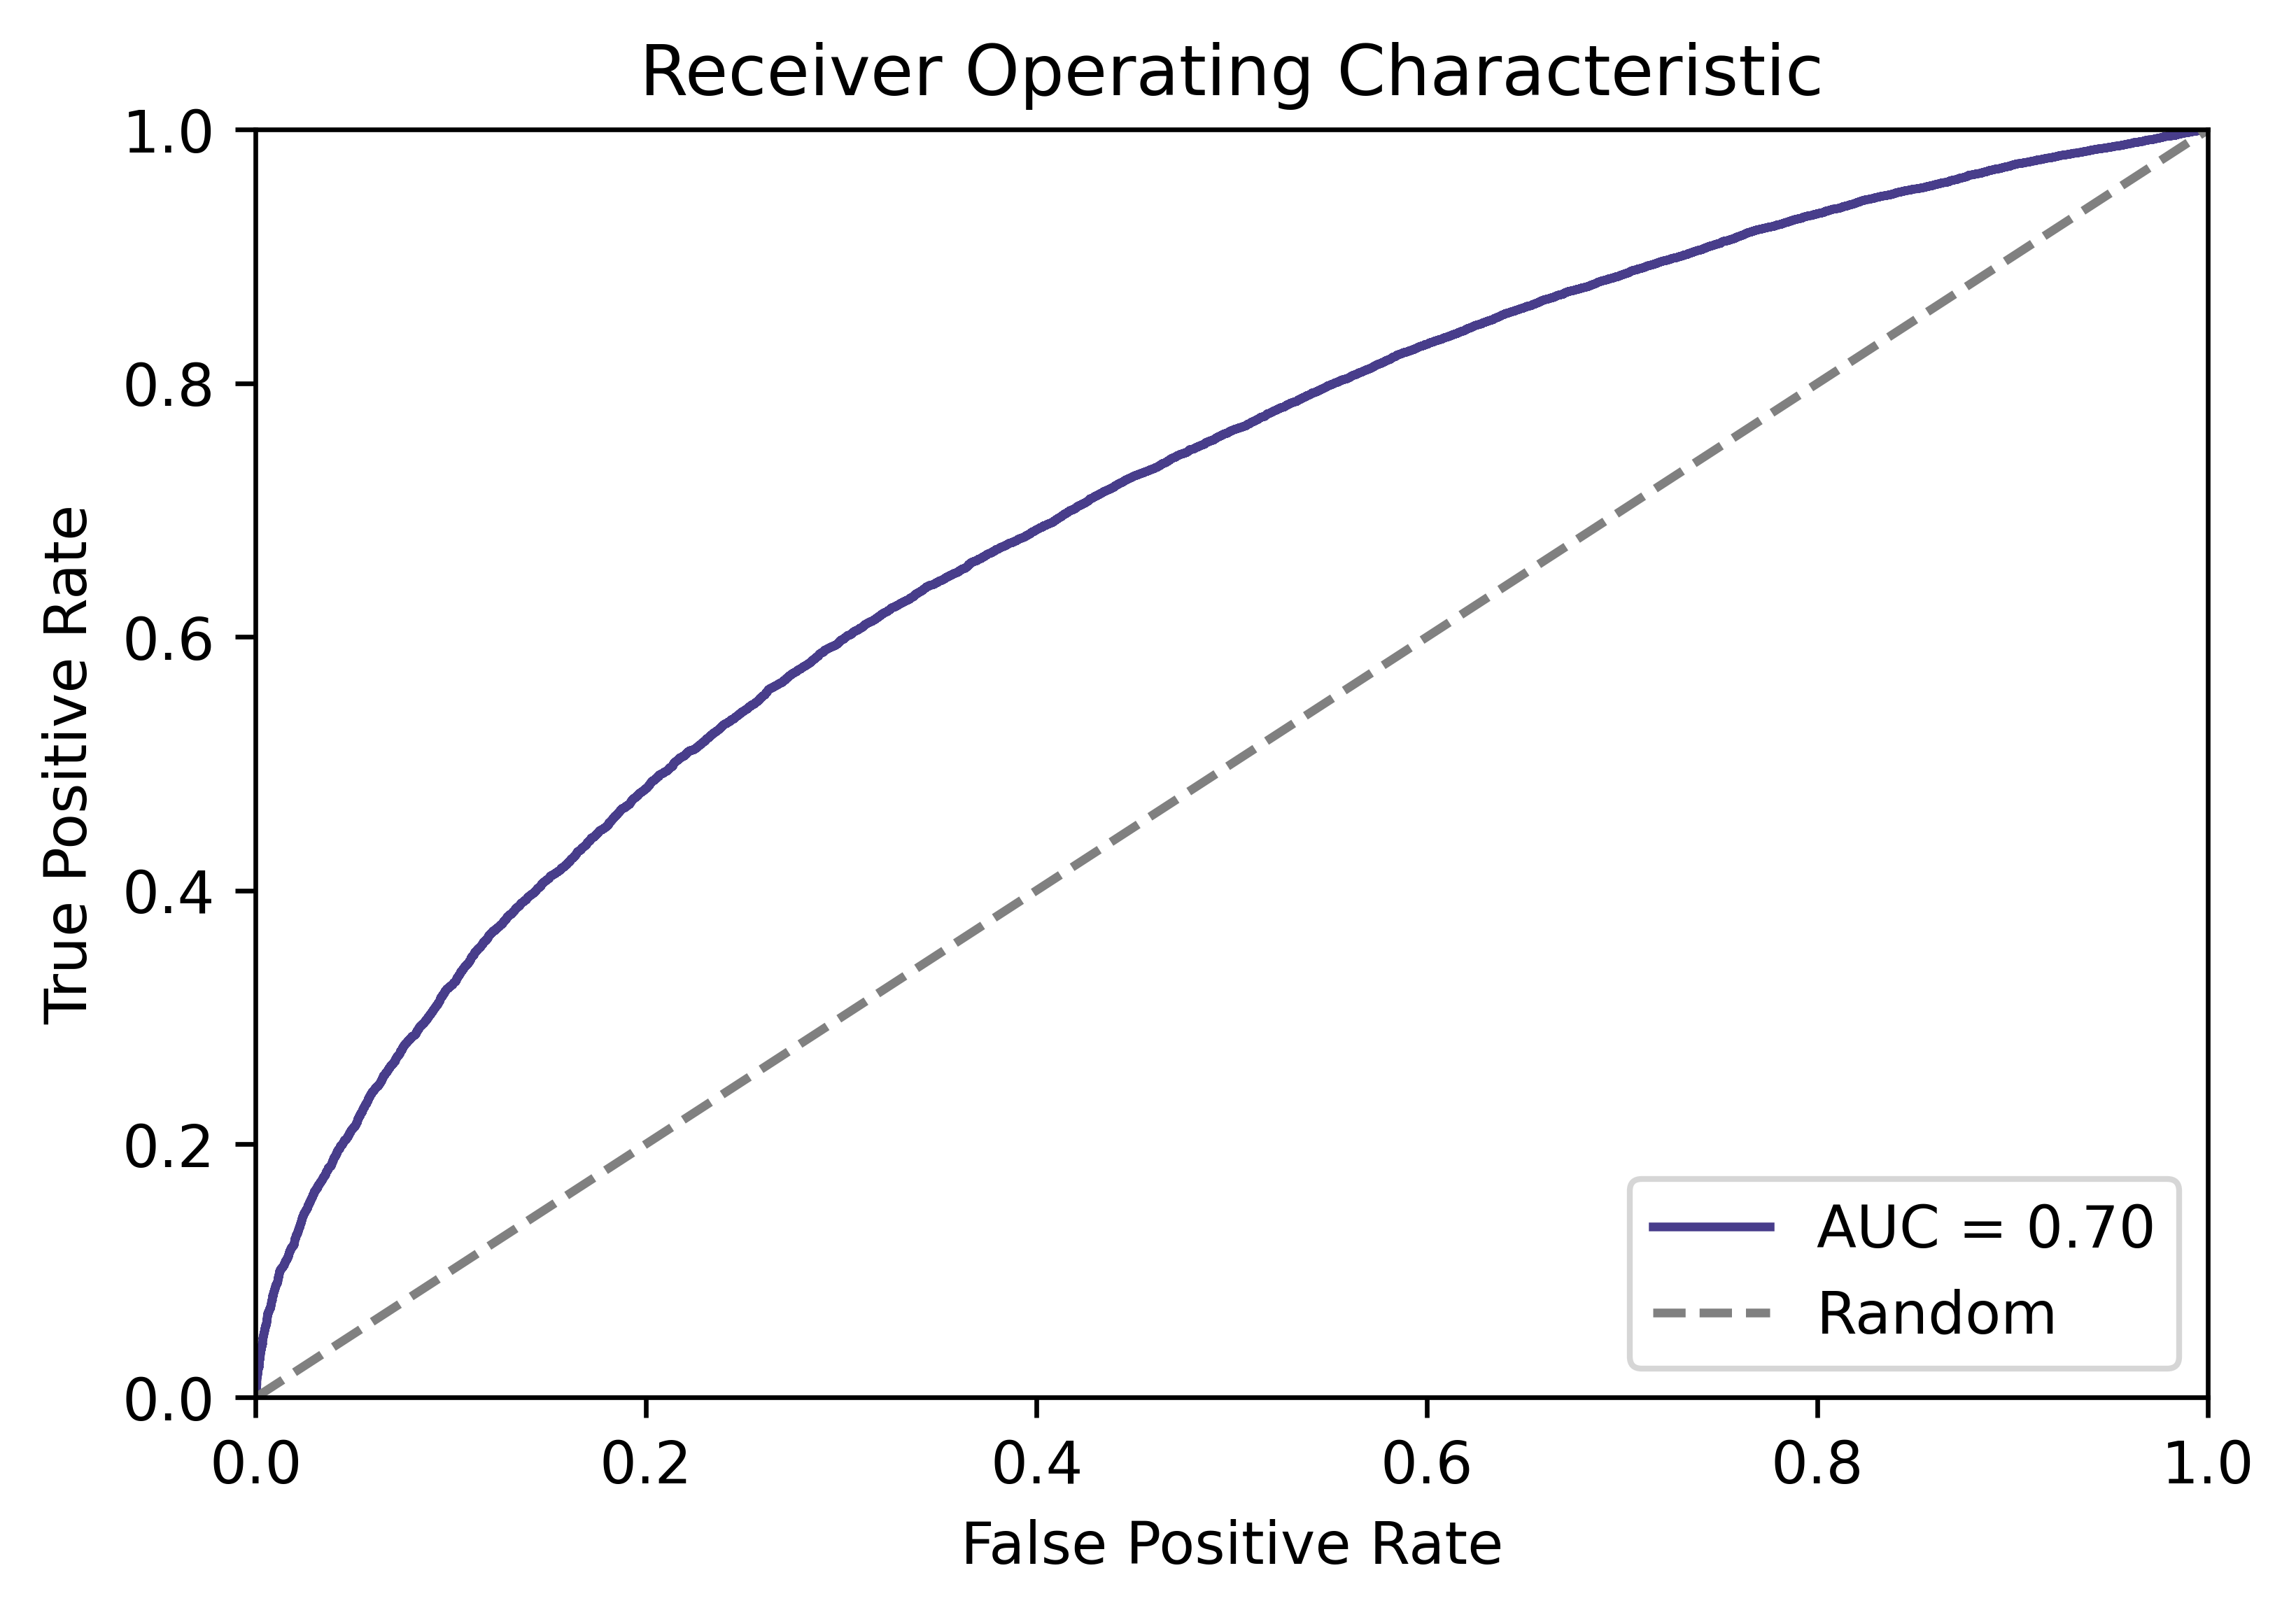 Receiver Operating Characteristic
1.0
0.8
0.6
0.4
0.2
0.0
True Positive Rate
0.0 0.2 0.4 0.6 0.8 1.0
False Positive Rate
AUC = 0.70
Random